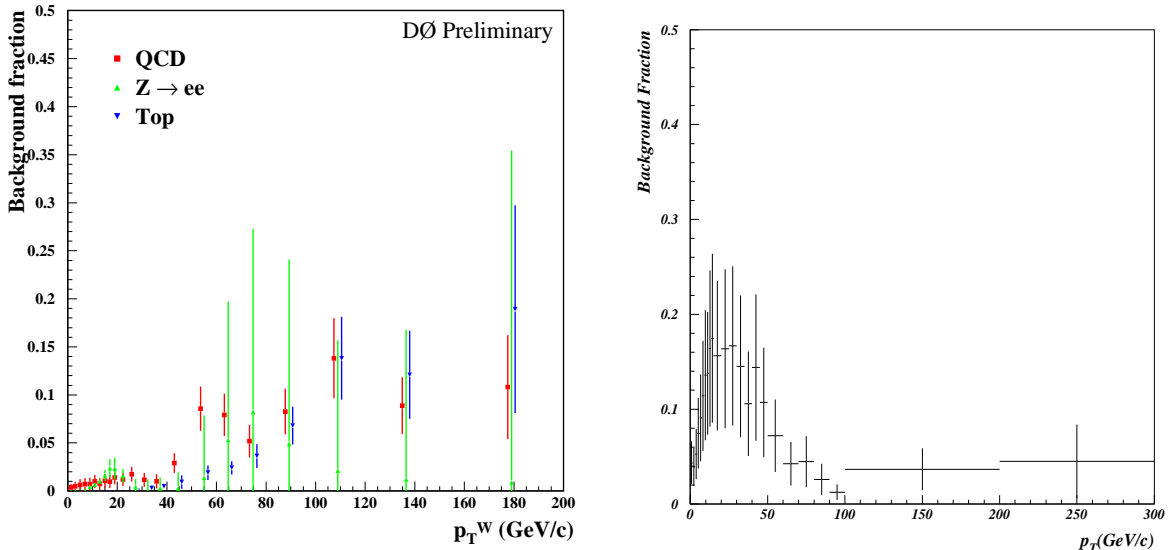 DØ Preliminary
QCD
Z → ee
Top
Background fraction
0.5
0.45
0.4
0.35
0.3
0.25
0.2
0.15
0.1
0.05
0
0 20 40 60 80 100 120 140 160 180 200
p_T^W (GeV/c)
Background Fraction
0.5
0.4
0.3
0.2
0.1
0
0 50 100 150 200 250 300
p_T(GeV/c)